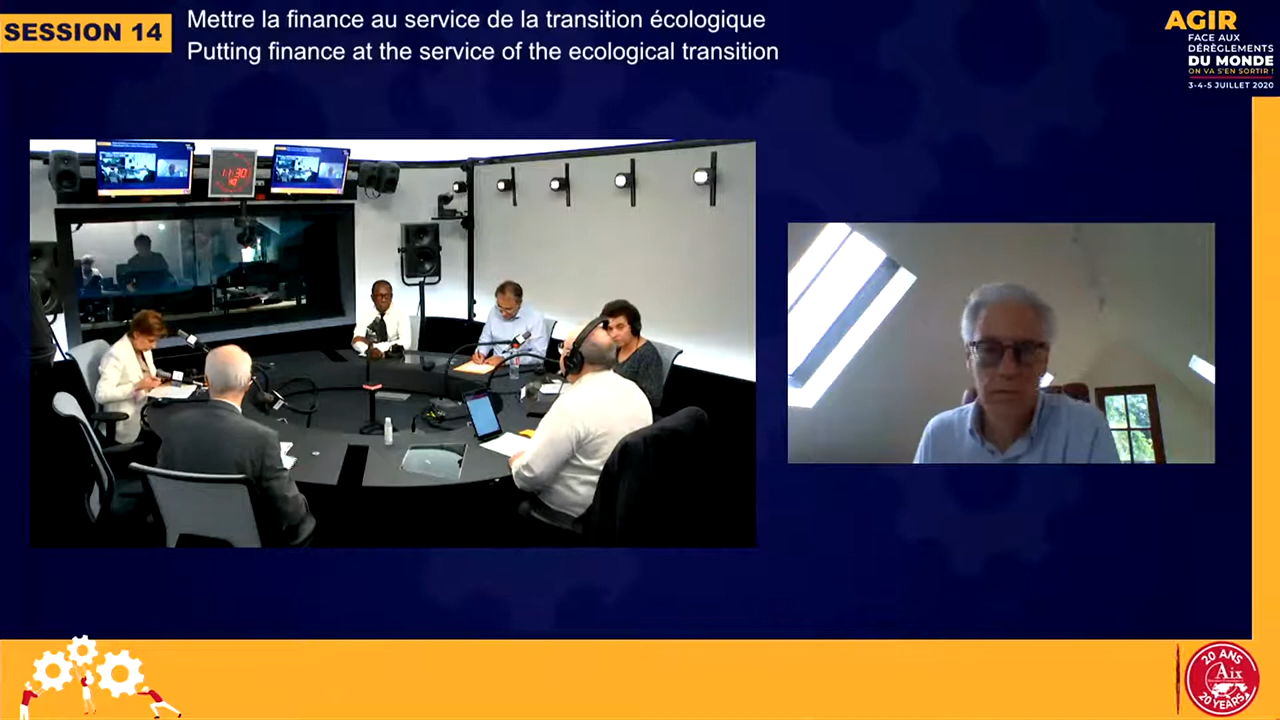 SESSION 14
Mettre la finance au service de la transition écologique
Putting finance at the service of the ecological transition
AGIR
FACE AUX
DÉRÈGLEMENTS
DU MONDE
ON VA S'EN SORTIR !
3-4-5 JUILLET 2020
11:30
20 ANS
Aix
20 YEARS